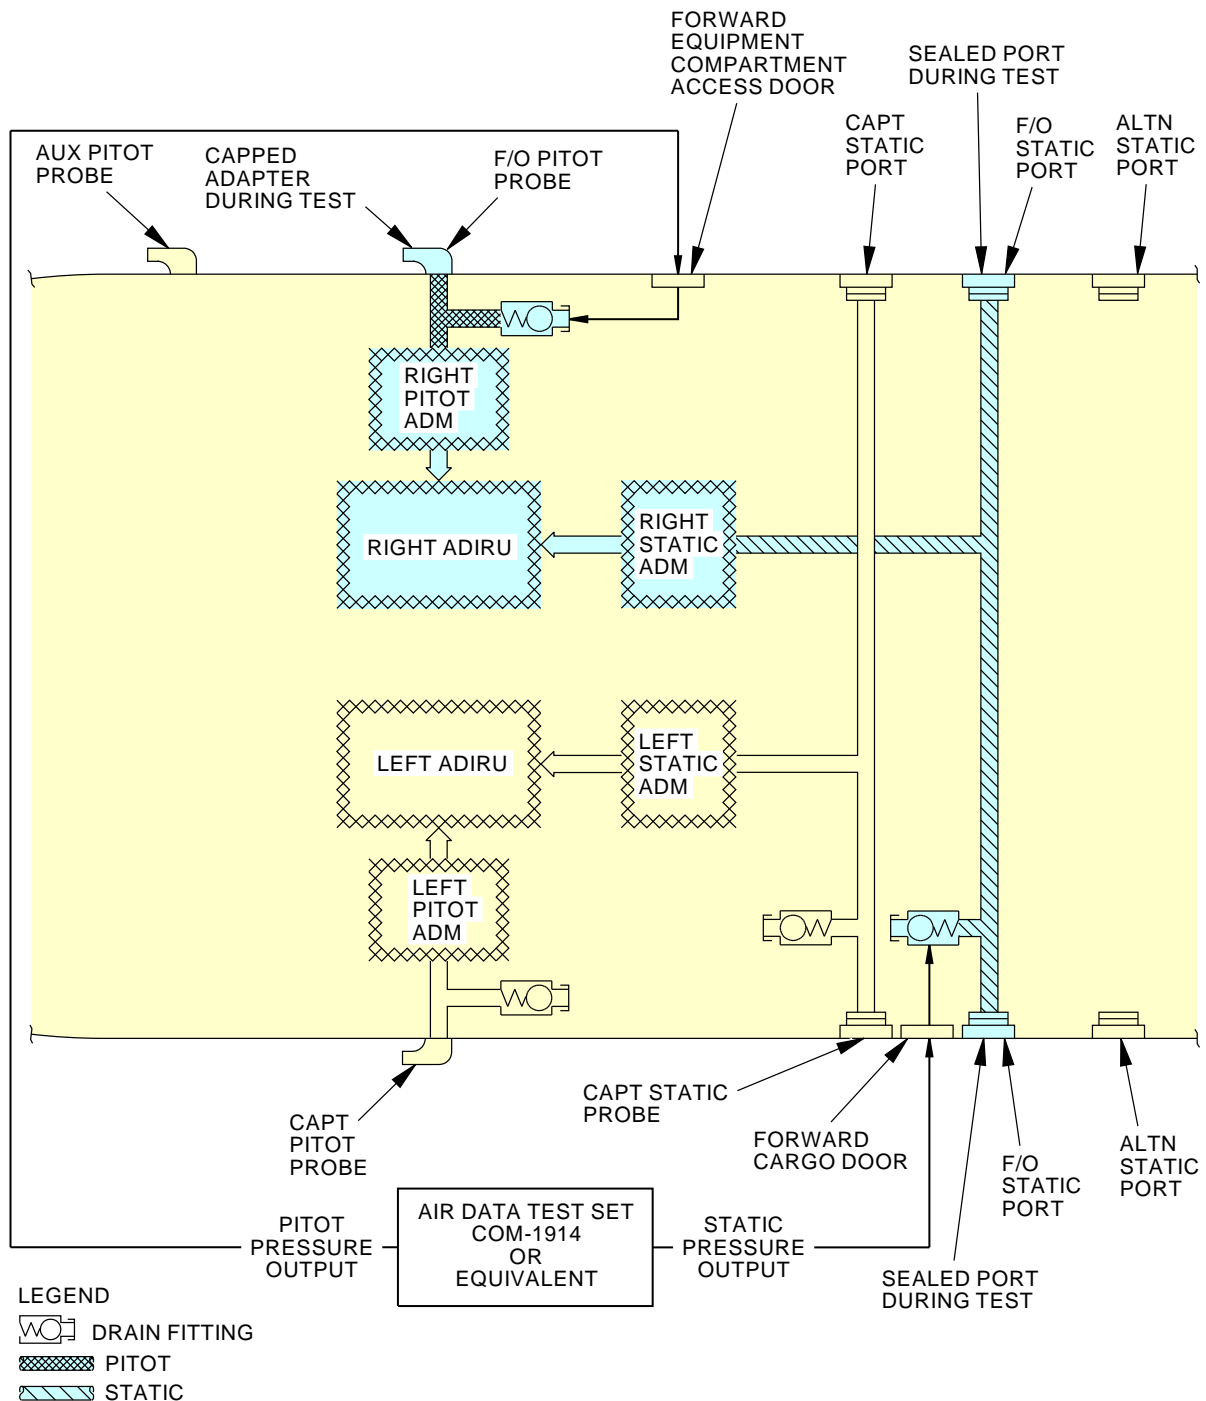 FORWARD
EQUIPMENT
COMPARTMENT
ACCESS DOOR
SEALED PORT
DURING TEST
AUX PITOT
PROBE
CAPPED
ADAPTER
DURING TEST
F/O PITOT
PROBE
CAPT
STATIC
PORT
F/O
STATIC
PORT
ALTN
STATIC
PORT
RIGHT
PITOT
ADM
RIGHT ADIRU
RIGHT
STATIC
ADM
LEFT ADIRU
LEFT
STATIC
ADM
LEFT
PITOT
ADM
CAPT
PITOT
PROBE
CAPT STATIC
PROBE
FORWARD
CARGO DOOR
F/O
STATIC
PORT
ALTN
STATIC
PORT
PITOT
PRESSURE
OUTPUT
AIR DATA TEST SET
COM-1914
OR
EQUIVALENT
STATIC
PRESSURE
OUTPUT
SEALED PORT
DURING TEST
LEGEND
DRAIN FITTING
PITOT
STATIC